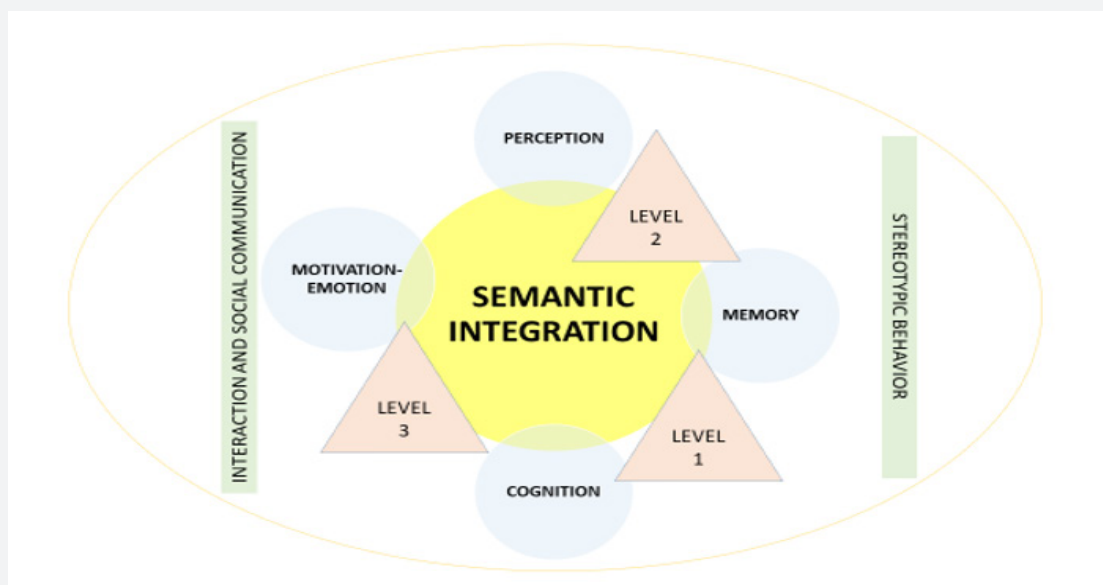 INTERACTION AND SOCIAL COMMUNICATION
PERCEPTION
LEVEL
2
MOTIVATION-
EMOTION
SEMANTIC
INTEGRATION
MEMORY
LEVEL
3
LEVEL
1
COGNITION
STEREOTYPIC BEHAVIOR